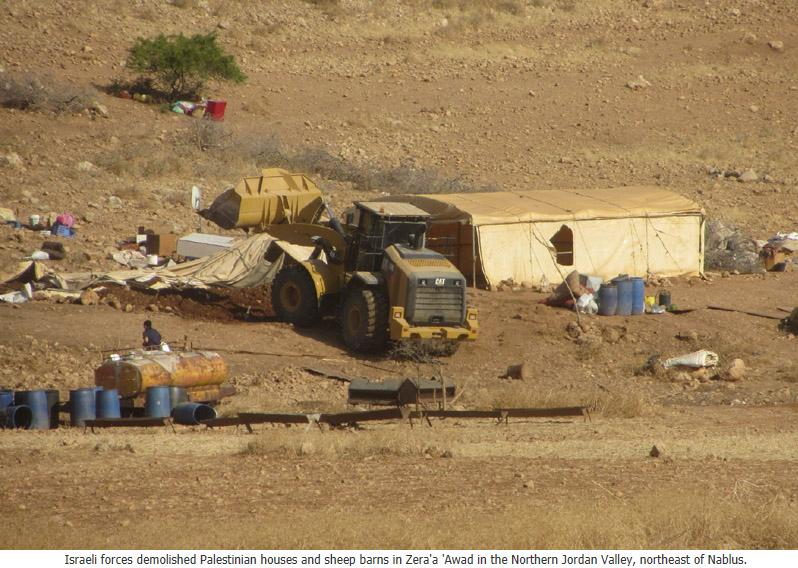 CAT
Israeli forces demolished Palestinian houses and sheep barns in Zera'a 'Awad in the Northern Jordan Valley, northeast of Nablus.